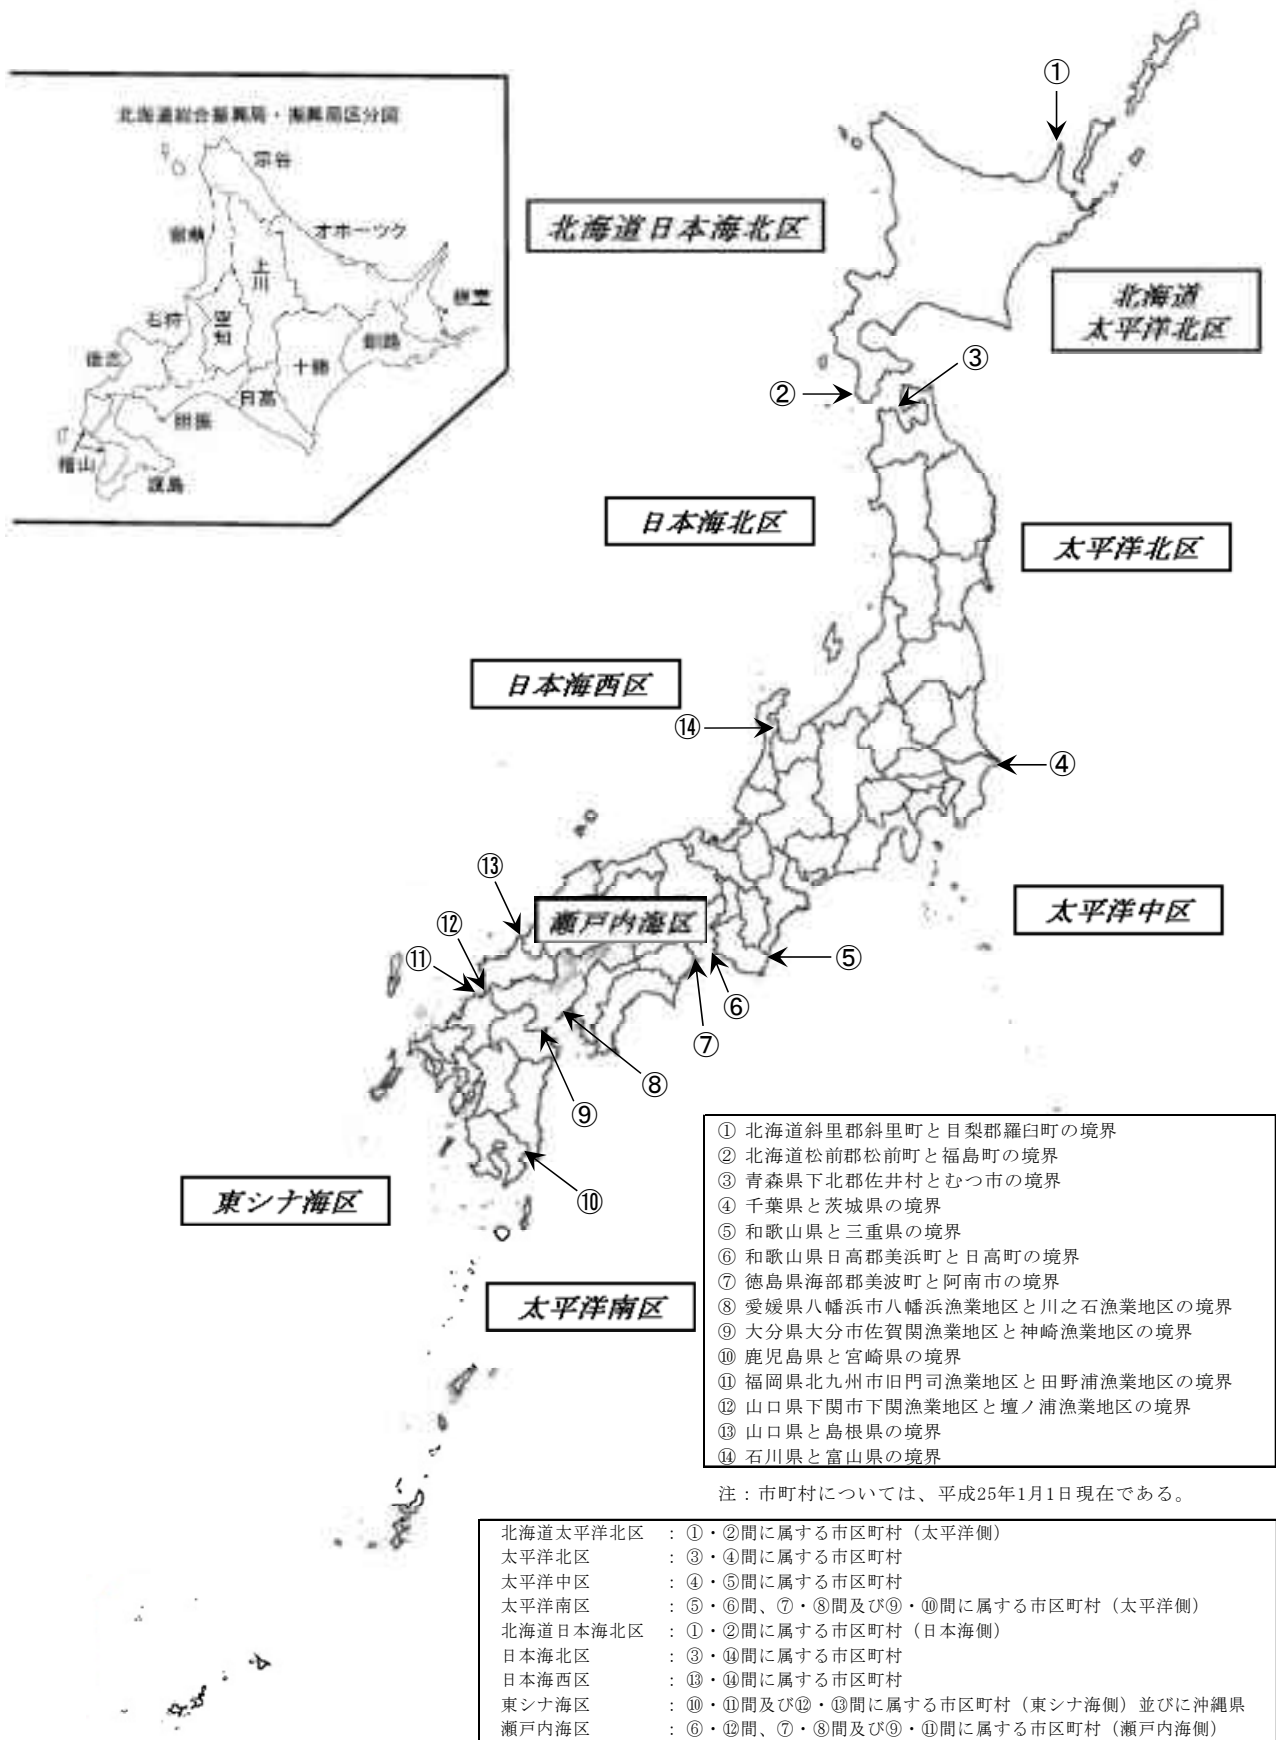 北海道総合振興局・振興局区分図
宗谷
オホーツク
留萌
上川
根室
石狩
空知
釧路
後志
十勝
日高
胆振
檜山
渡島
①
北海道日本海北区
北海道
太平洋北区
③
②
日本海北区
太平洋北区
日本海西区
⑭
④
⑬
瀬戸内海区
太平洋中区
⑫
⑪
⑤
⑥
⑦
⑧
⑨
⑩
東シナ海区
太平洋南区
① 北海道斜里郡斜里町と目梨郡羅臼町の境界
② 北海道松前郡松前町と福島町の境界
③ 青森県下北郡佐井村とむつ市の境界
④ 千葉県と茨城県の境界
⑤ 和歌山県と三重県の境界
⑥ 和歌山県日高郡美浜町と日高町の境界
⑦ 徳島県海部郡美波町と阿南市の境界
⑧ 愛媛県八幡浜市八幡浜漁業地区と川之石漁業地区の境界
⑨ 大分県大分市佐賀関漁業地区と神崎漁業地区の境界
⑩ 鹿児島県と宮崎県の境界
⑪ 福岡県北九州市旧門司漁業地区と田野浦漁業地区の境界
⑫ 山口県下関市下関漁業地区と壇ノ浦漁業地区の境界
⑬ 山口県と島根県の境界
⑭ 石川県と富山県の境界
注：市町村については、平成25年1月1日現在である。
北海道太平洋北区 ：①・②間に属する市区町村（太平洋側）
太平洋北区 ：③・④間に属する市区町村
太平洋中区 ：④・⑤間に属する市区町村
太平洋南区 ：⑤・⑥間、⑦・⑧間及び⑨・⑩間に属する市区町村（太平洋側）
北海道日本海北区 ：①・②間に属する市区町村（日本海側）
日本海北区 ：③・⑭間に属する市区町村
日本海西区 ：⑬・⑭間に属する市区町村
東シナ海区 ：⑩・⑪間及び⑫・⑬間に属する市区町村（東シナ海側）並びに沖縄県
瀬戸内海区 ：⑥・⑫間、⑦・⑧間及び⑨・⑪間に属する市区町村（瀬戸内海側）